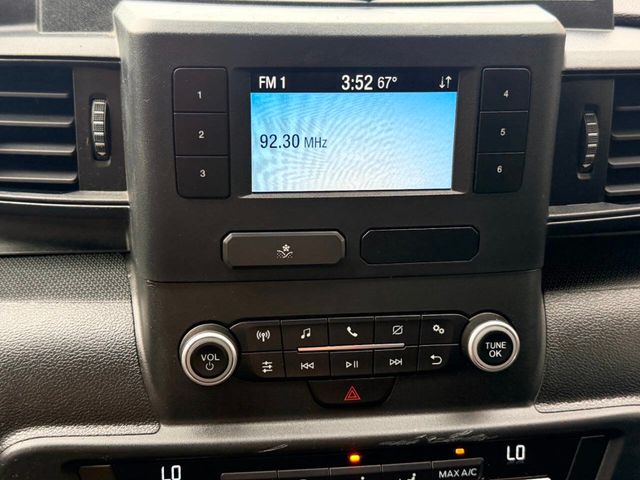 FM 1 3:52 67°
1
4
92.30 MHz
2
5
3
6
VOL
TUNE
OK
LO
LO
MAX A/C